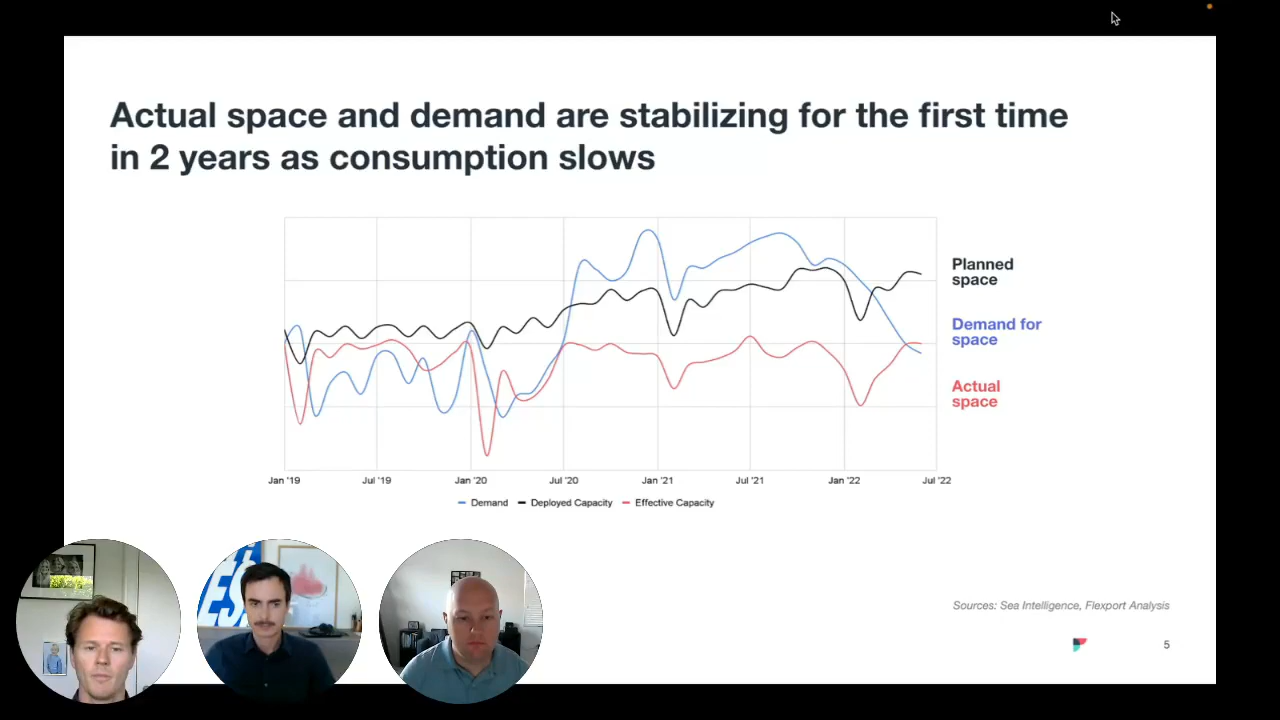 Actual space and demand are stabilizing for the first time
in 2 years as consumption slows
Planned
space
Demand for
space
Actual
space
Jan '19 Jul '19 Jan '20 Jul '20 Jan '21 Jul '21 Jan '22 Jul '22
Demand Deployed Capacity Effective Capacity
ES
Sources: Sea Intelligence, Flexport Analysis
5